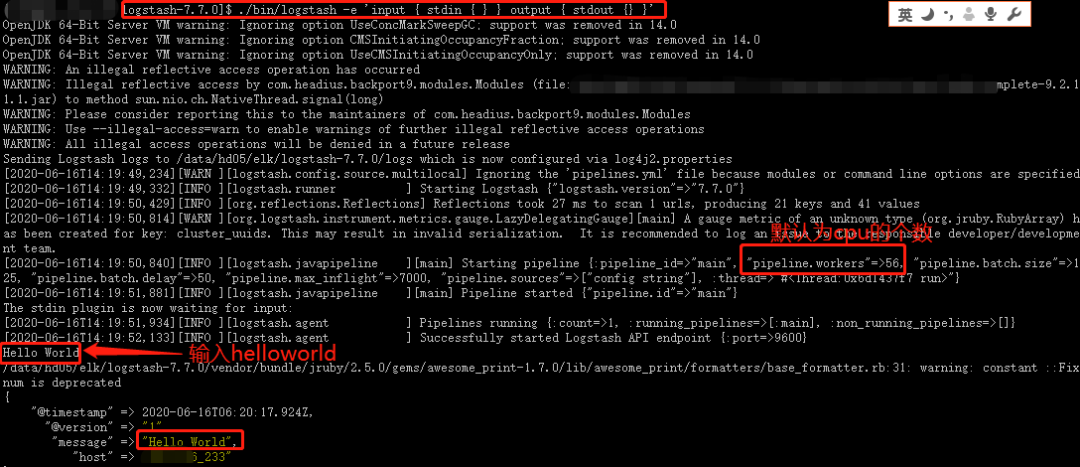 logstash-7.7.0]$ ./bin/logstash -e 'input { stdin { } } output { stdout {} }'
英
OpenJDK 64-Bit Server VM warning: Ignoring option UseConcMarkSweepGC; support was removed in 14.0
OpenJDK 64-Bit Server VM warning: Ignoring option CMSInitiatingOccupancyFraction; support was removed in 14.0
OpenJDK 64-Bit Server VM warning: Ignoring option UseCMSInitiatingOccupancyOnly; support was removed in 14.0
WARNING: An illegal reflective access operation has occurred
WARNING: Illegal reflective access by com.headius.backport9.modules.Modules (file: mplete-9.2.1
1.1.jar) to method sun.nio.ch.NativeThread.signal(long)
WARNING: Please consider reporting this to the maintainers of com.headius.backport9.modules.Modules
WARNING: Use --illegal-access=warn to enable warnings of further illegal reflective access operations
WARNING: All illegal access operations will be denied in a future release
Sending Logstash logs to /data/hd05/elk/logstash-7.7.0/logs which is now configured via log4j2.properties
[2020-06-16T14:19:49,234][WARN ][logstash.config.source.multilocal] Ignoring the 'pipelines.yml' file because modules or command line options are specified
[2020-06-16T14:19:49,332][INFO ][logstash.runner ] Starting Logstash {"logstash.version"=>"7.7.0"}
[2020-06-16T14:19:50,429][INFO ][org.reflections.Reflections] Reflections took 27 ms to scan 1 urls, producing 21 keys and 41 values
[2020-06-16T14:19:50,814][WARN ][org.logstash.instrument.metrics.gauge.LazyDelegatingGauge][main] A gauge metric of an unknown type (org.jruby.RubyArray) h
as been created for key: cluster_uuids. This may result in invalid serialization. It is recommended to log an issue to the responsible developer/developme
nt team.
默认为cpu的个数
[2020-06-16T14:19:50,840][INFO ][logstash.javapipeline ][main] Starting pipeline {:pipeline_id=>"main", "pipeline.workers"=>56, "pipeline.batch.size"=>1
25, "pipeline.batch.delay"=>50, "pipeline.max_inflight"=>7000, "pipeline.sources"=>["config string"], :thread=>"#<Thread:0x6d1437f7 run>"}
[2020-06-16T14:19:51,881][INFO ][logstash.javapipeline ][main] Pipeline started {"pipeline.id"=>"main"}
The stdin plugin is now waiting for input:
[2020-06-16T14:19:51,934][INFO ][logstash.agent ] Pipelines running {:count=>1, :running_pipelines=>[:main], :non_running_pipelines=>[]}
[2020-06-16T14:19:52,133][INFO ][logstash.agent ] Successfully started Logstash API endpoint {:port=>9600}
Hello World
输入helloworld
/data/hd05/elk/logstash-7.7.0/vendor/bundle/jruby/2.5.0/gems/awesome_print-1.7.0/lib/awesome_print/formatters/base_formatter.rb:31: warning: constant ::Fix
num is deprecated
{
"@timestamp" => 2020-06-16T06:20:17.924Z,
"@version" => "1"
"message" => "Hello World",
"host" => 6_233"